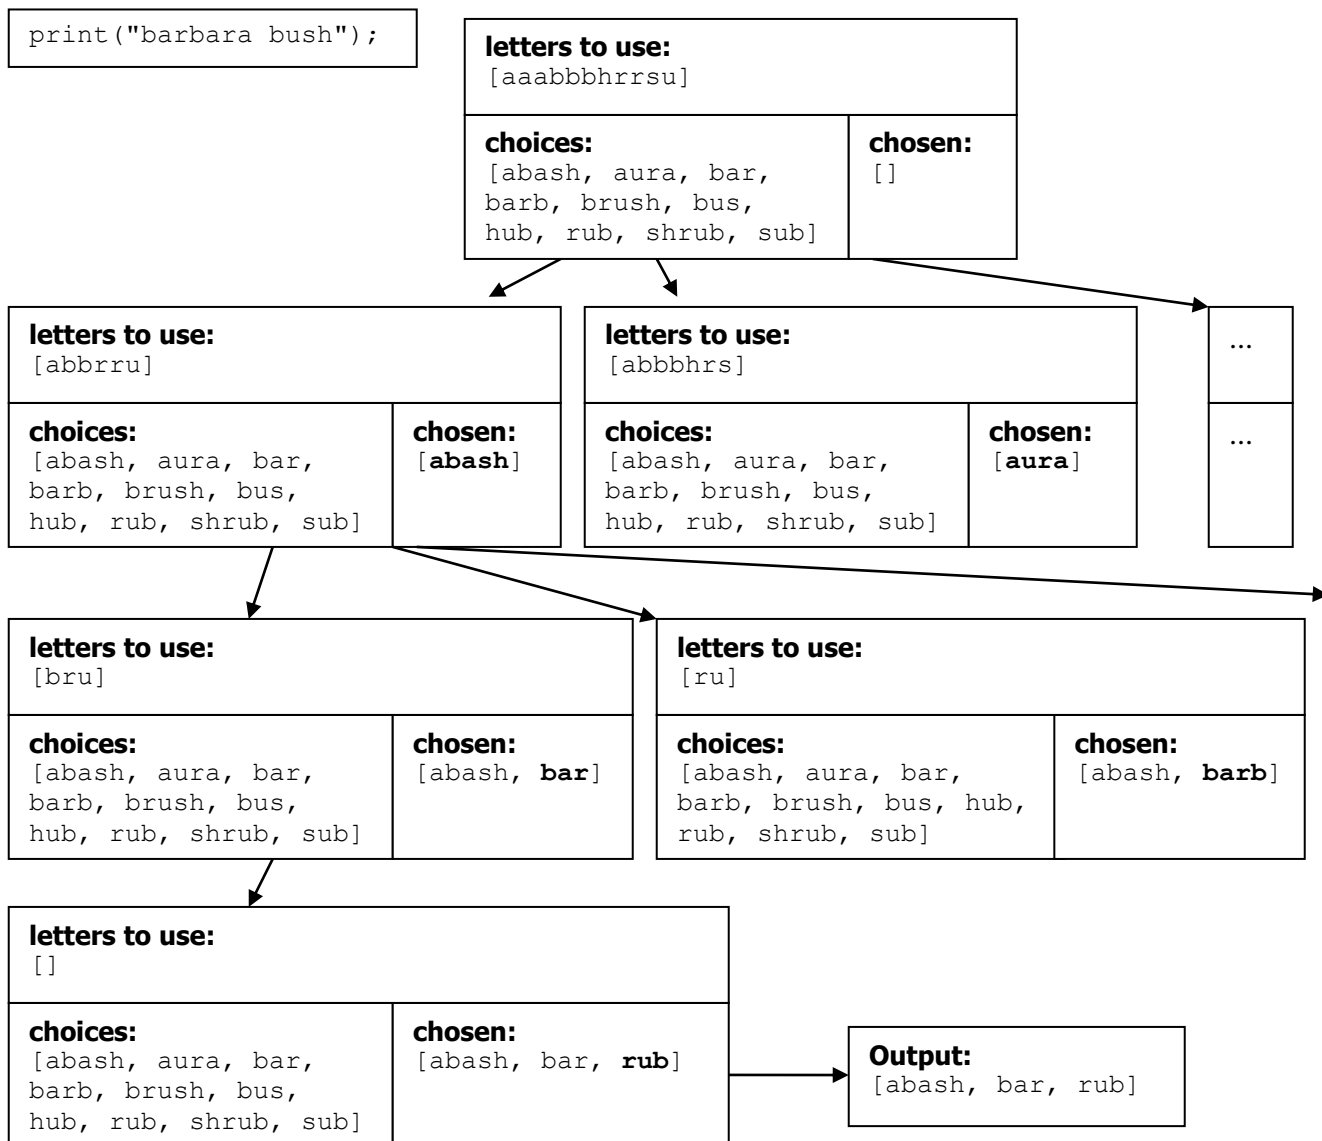 print("barbara bush");
letters to use:
[aaabbbhrrsu]
choices:
[abash, aura, bar,
barb, brush, bus,
hub, rub, shrub, sub]
chosen:
[]
letters to use:
[abbrru]
choices:
[abash, aura, bar,
barb, brush, bus,
hub, rub, shrub, sub]
chosen:
[abash]
letters to use:
[abbbhrs]
choices:
[abash, aura, bar,
barb, brush, bus,
hub, rub, shrub, sub]
chosen:
[aura]
...
...
letters to use:
[bru]
choices:
[abash, aura, bar,
barb, brush, bus,
hub, rub, shrub, sub]
chosen:
[abash, bar]
letters to use:
[ru]
choices:
[abash, aura, bar,
barb, brush, bus, hub,
rub, shrub, sub]
chosen:
[abash, barb]
letters to use:
[]
choices:
[abash, aura, bar,
barb, brush, bus,
hub, rub, shrub, sub]
chosen:
[abash, bar, rub]
Output:
[abash, bar, rub]